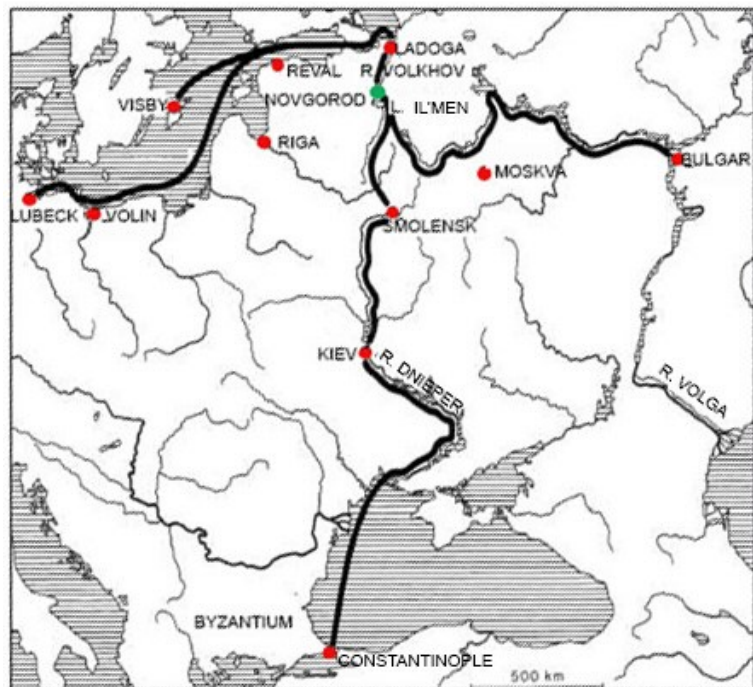 LADOGA
REVAL
R. VOLKHOV
VISBY
NOVGOROD
L. IL'MEN
RIGA
BULGAR
MOSKVA
LUBECK
VOLIN
SMOLENSK
KIEV
R. DNIEPER
R. VOLGA
BYZANTIUM
CONSTANTINOPLE
500 km